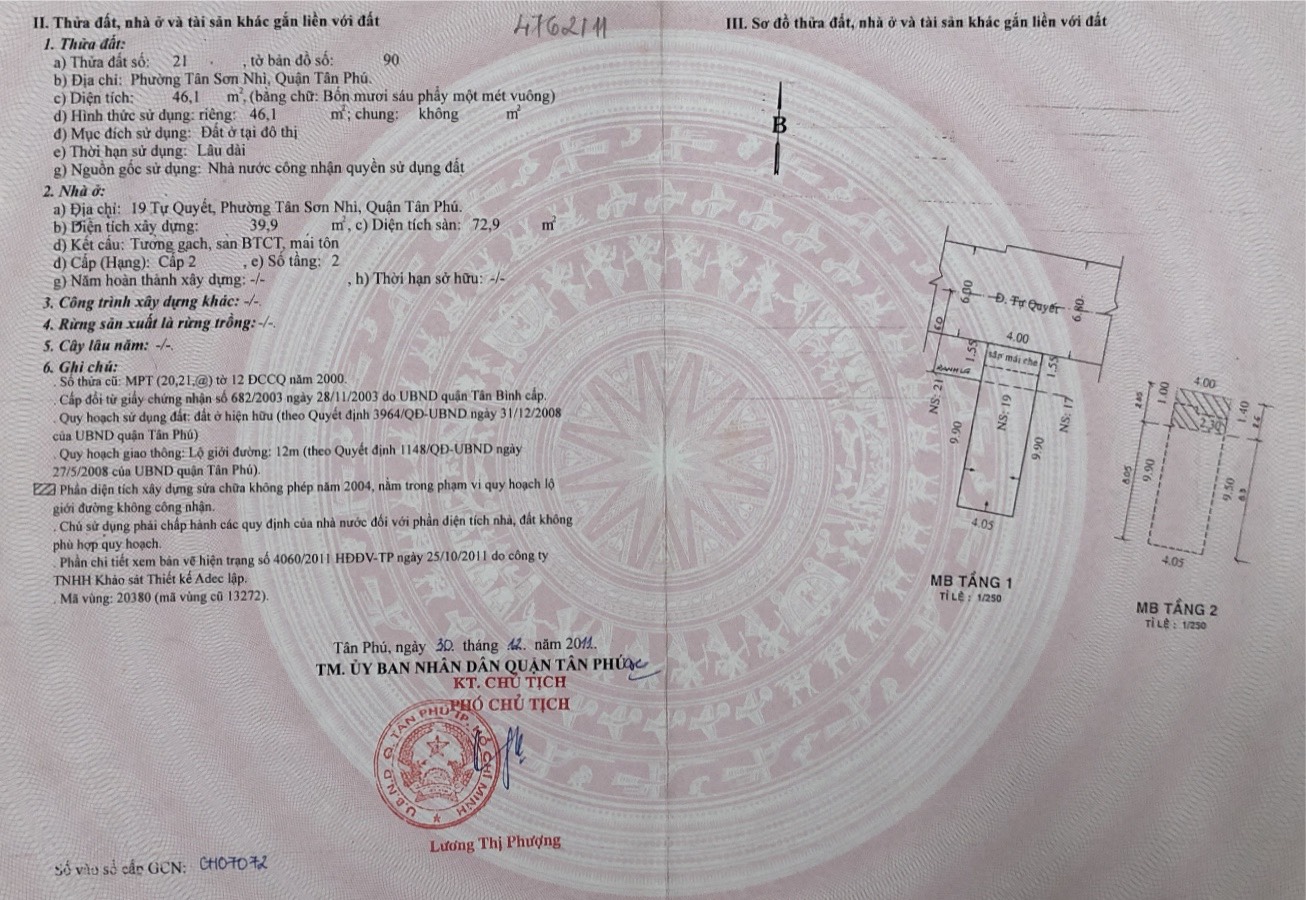 4762/11
II. Thửa đất, nhà ở và tài sản khác gắn liền với đất
1. Thửa đất:
a) Thửa đất số: 21 , tờ bản đồ số: 90
b) Địa chỉ: Phường Tân Sơn Nhì, Quận Tân Phú.
c) Diện tích: 46,1 m², (bằng chữ: Bốn mươi sáu phẩy một mét vuông)
d) Hình thức sử dụng: riêng: 46,1 m²; chung: không m²
đ) Mục đích sử dụng: Đất ở tại đô thị
e) Thời hạn sử dụng: Lâu dài
g) Nguồn gốc sử dụng: Nhà nước công nhận quyền sử dụng đất
2. Nhà ở:
a) Địa chỉ: 19 Tự Quyết, Phường Tân Sơn Nhì, Quận Tân Phú.
b) Diện tích xây dựng: 39,9 m², c) Diện tích sàn: 72,9 m²
d) Kết cấu: Tường gạch, sàn BTCT, mái tôn
đ) Cấp (Hạng): Cấp 2 , e) Số tầng: 2
g) Năm hoàn thành xây dựng: -/- , h) Thời hạn sở hữu: -/-
3. Công trình xây dựng khác: -/-.
4. Rừng sản xuất là rừng trồng: -/-.
5. Cây lâu năm: -/-.
6. Ghi chú:
. Số thửa cũ: MPT (20,21,@) tờ 12 ĐCCQ năm 2000.
. Cấp đổi từ giấy chứng nhận số 682/2003 ngày 28/11/2003 do UBND quận Tân Bình cấp.
. Quy hoạch sử dụng đất: đất ở hiện hữu (theo Quyết định 3964/QĐ-UBND ngày 31/12/2008
của UBND quận Tân Phú)
. Quy hoạch giao thông: Lộ giới đường: 12m (theo Quyết định 1148/QĐ-UBND ngày
27/5/2008 của UBND quận Tân Phú).
Phần diện tích xây dựng sửa chữa không phép năm 2004, nằm trong phạm vi quy hoạch lộ
giới đường không công nhận.
. Chủ sử dụng phải chấp hành các quy định của nhà nước đối với phần diện tích nhà, đất không
phù hợp quy hoạch.
. Phần chi tiết xem bản vẽ hiện trạng số 4060/2011 HĐĐV-TP ngày 25/10/2011 do công ty
TNHH Khảo sát Thiết kế Adec lập.
. Mã vùng: 20380 (mã vùng cũ 13272).
Tân Phú, ngày 30. tháng 12. năm 2011.
TM. ỦY BAN NHÂN DÂN QUẬN TÂN PHÚ
KT. CHỦ TỊCH
PHÓ CHỦ TỊCH
U.B.N.D Q. TÂN PHÚ T.P. HỒ CHÍ MINH
Lương Thị Phượng
Số vào sổ cấp GCN: CH07072
III. Sơ đồ thửa đất, nhà ở và tài sản khác gắn liền với đất
B
6.80
Đ. Tự Quyết
6.80
4.00
1.55
sắp mái che
1.55
RANH LG
NS: 21
NS: 19
NS: 17
9.90
9.90
4.05
MB TẦNG 1
TỈ LỆ : 1/250
4.00
1.00
1.40
2.30
9.90
9.50
8.05
4.05
MB TẦNG 2
TỈ LỆ : 1/250